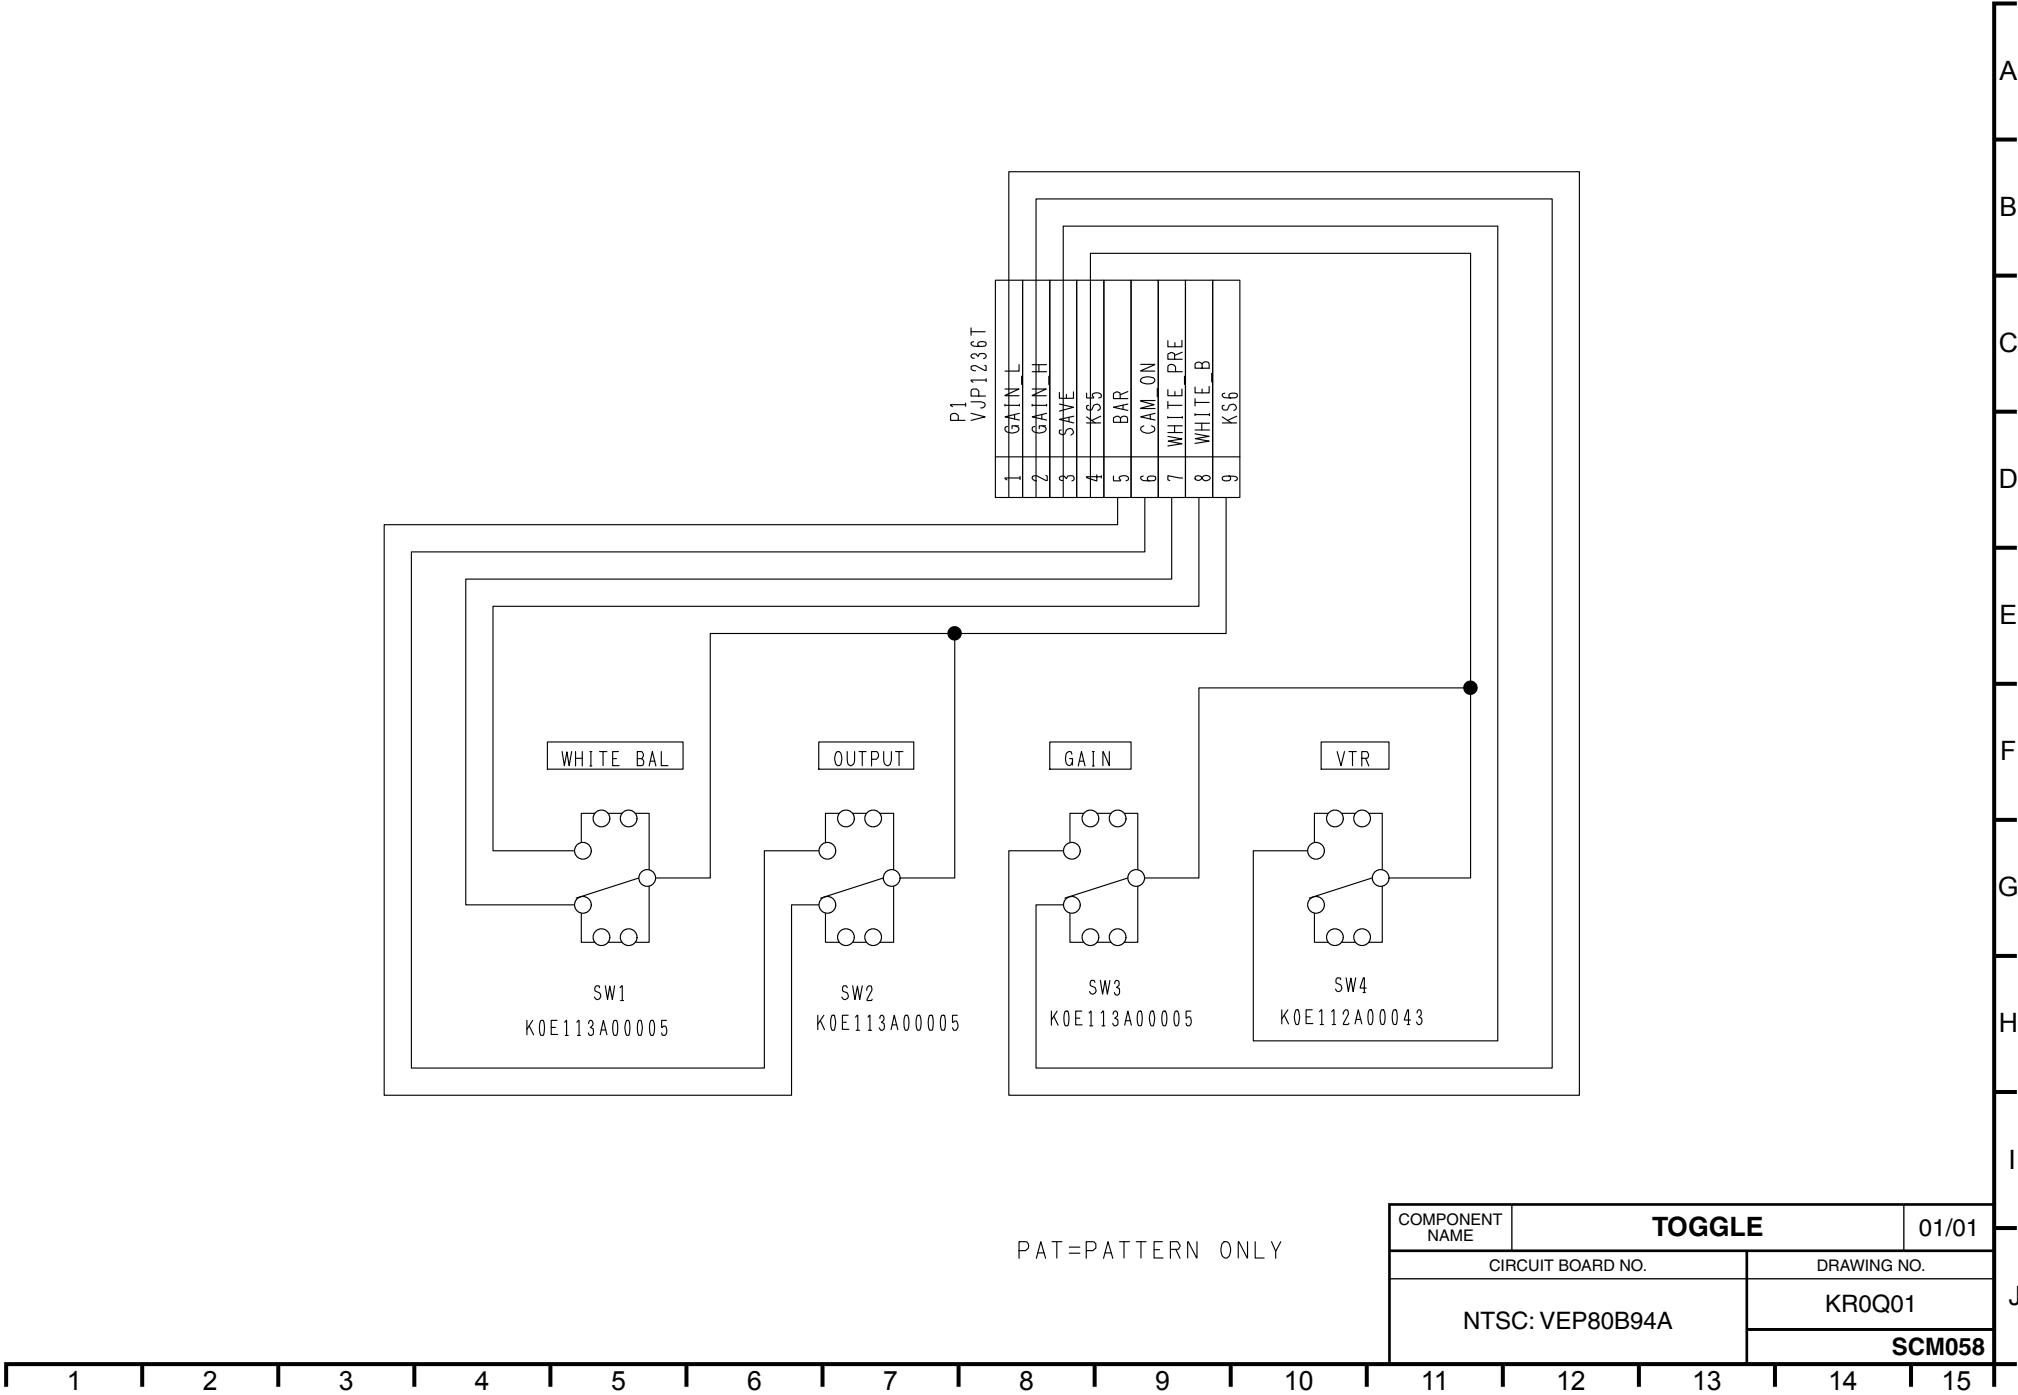 A
B
C
D
E
F
G
H
I
J
P1
VJP1236T
1 GAIN_L
2 GAIN_H
3 SAVE
4 KS5
5 BAR
6 CAM_ON
7 WHITE_PRE
8 WHITE_B
9 KS6
WHITE BAL
OUTPUT
GAIN
VTR
SW1
K0E113A00005
SW2
K0E113A00005
SW3
K0E113A00005
SW4
K0E112A00043
PAT=PATTERN ONLY
COMPONENT
NAME
TOGGLE
01/01
CIRCUIT BOARD NO.
DRAWING NO.
NTSC: VEP80B94A
KR0Q01
SCM058
1 2 3 4 5 6 7 8 9 10 11 12 13 14 15